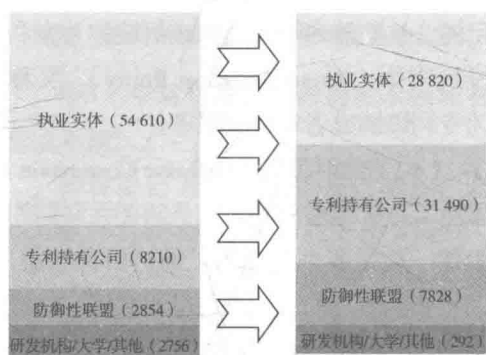 执业实体（54 610）
专利持有公司（8210）
防御性联盟（2854）
研发机构/大学/其他（2756）
执业实体（28 820）
专利持有公司（31 490）
防御性联盟（7828）
研发机构/大学/其他（292）